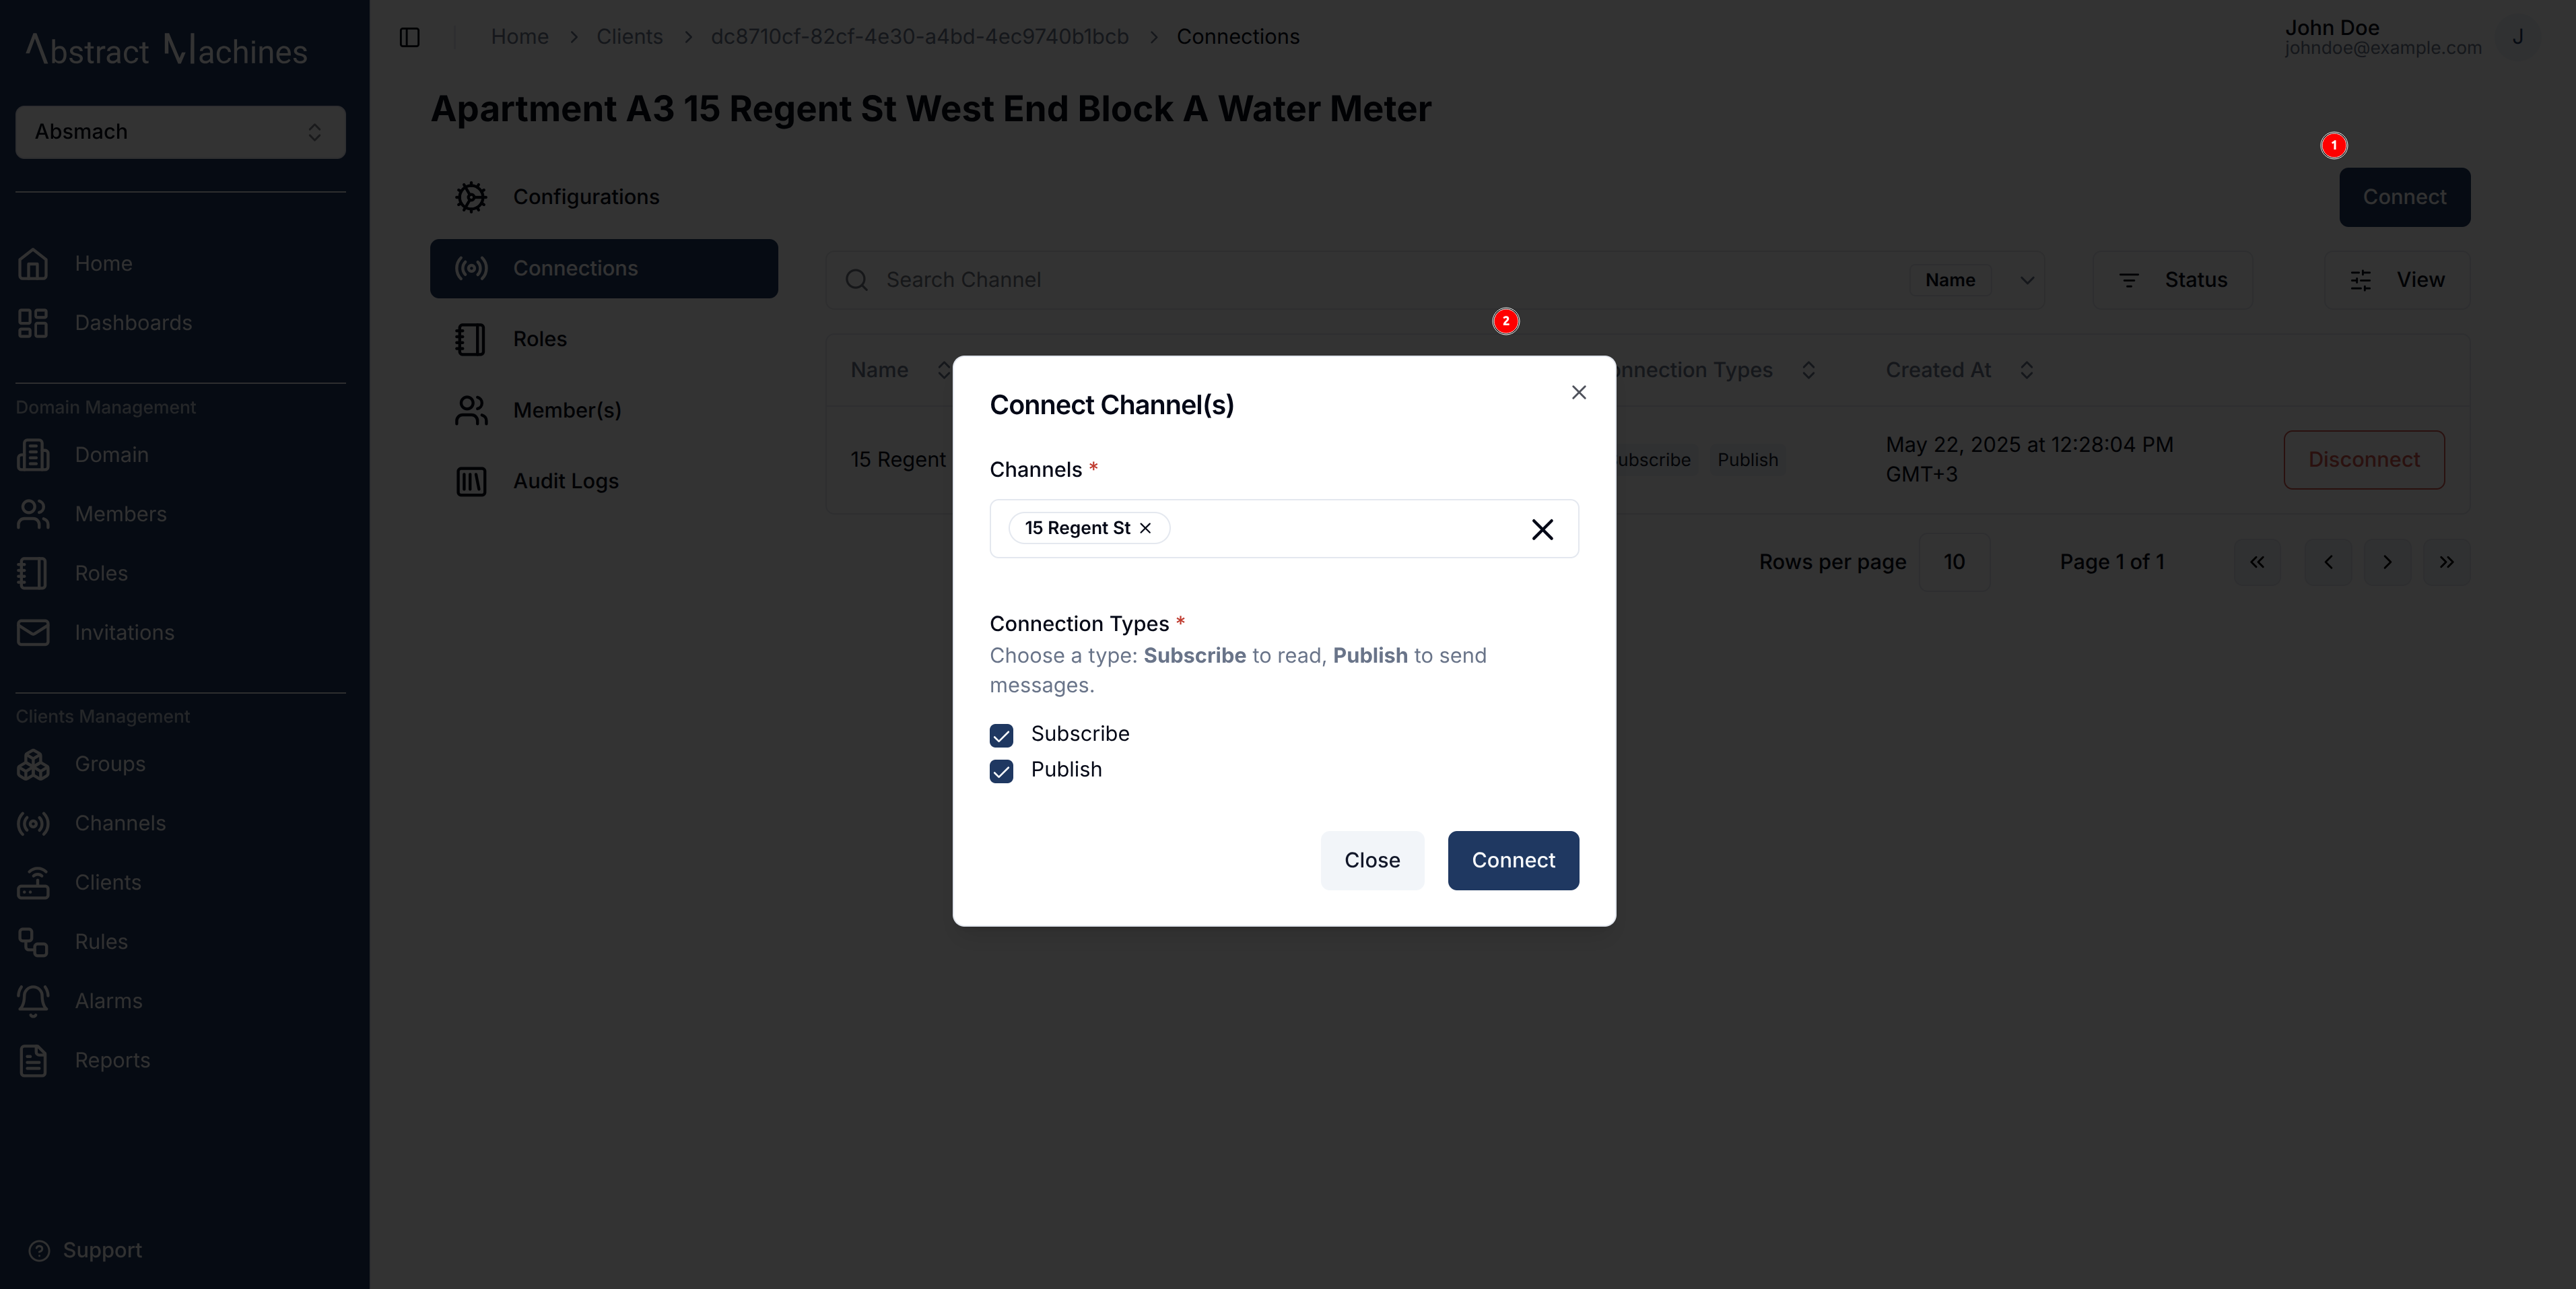 Abstract Machines
Absmach
Home
Dashboards
Domain Management
Domain
Members
Roles
Invitations
Clients Management
Groups
Channels
Clients
Rules
Alarms
Reports
Support
Home > Clients > dc8710cf-82cf-4e30-a4bd-4ec9740b1bcb > Connections
John Doe
johndoe@example.com
J
Apartment A3 15 Regent St West End Block A Water Meter
1
Configurations
Connections
Roles
Member(s)
Audit Logs
Connect
Search Channel
Name
Status
View
2
Name
nnection Types
Created At
15 Regent
ubscribe
Publish
May 22, 2025 at 12:28:04 PM
GMT+3
Disconnect
Rows per page
10
Page 1 of 1
Connect Channel(s)
Channels *
15 Regent St
Connection Types *
Choose a type: Subscribe to read, Publish to send
messages.
Subscribe
Publish
Close
Connect